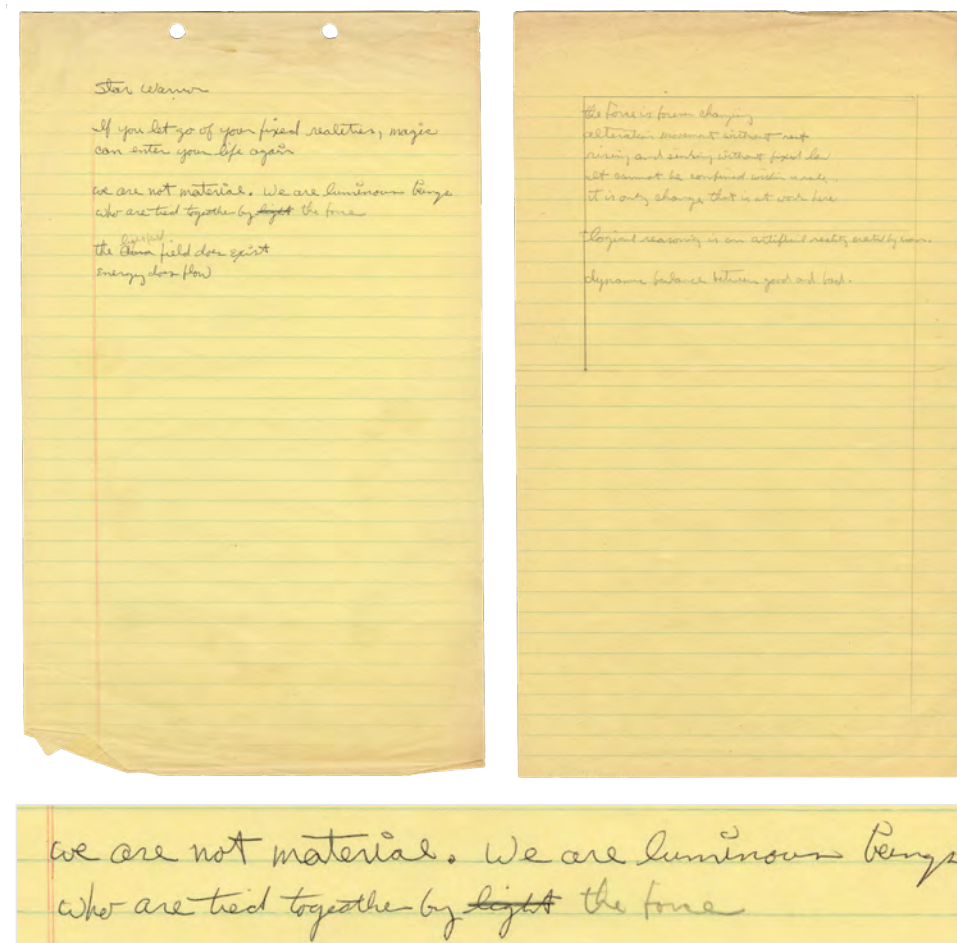 Star Warrior
If you let go of your fixed realities, magic
can enter your life again
we are not material. We are luminous beings
who are tied together by light the force
the field does exist
energy does flow
the force is forever changing
alteration movement without rest
rising and sinking without fixed law
it cannot be confined within a rule.
it is only change that is at work here
logical reasoning is an artificial reality created by man.
dynamic balance between good and bad.
we are not material. We are luminous beings
who are tied together by light the force